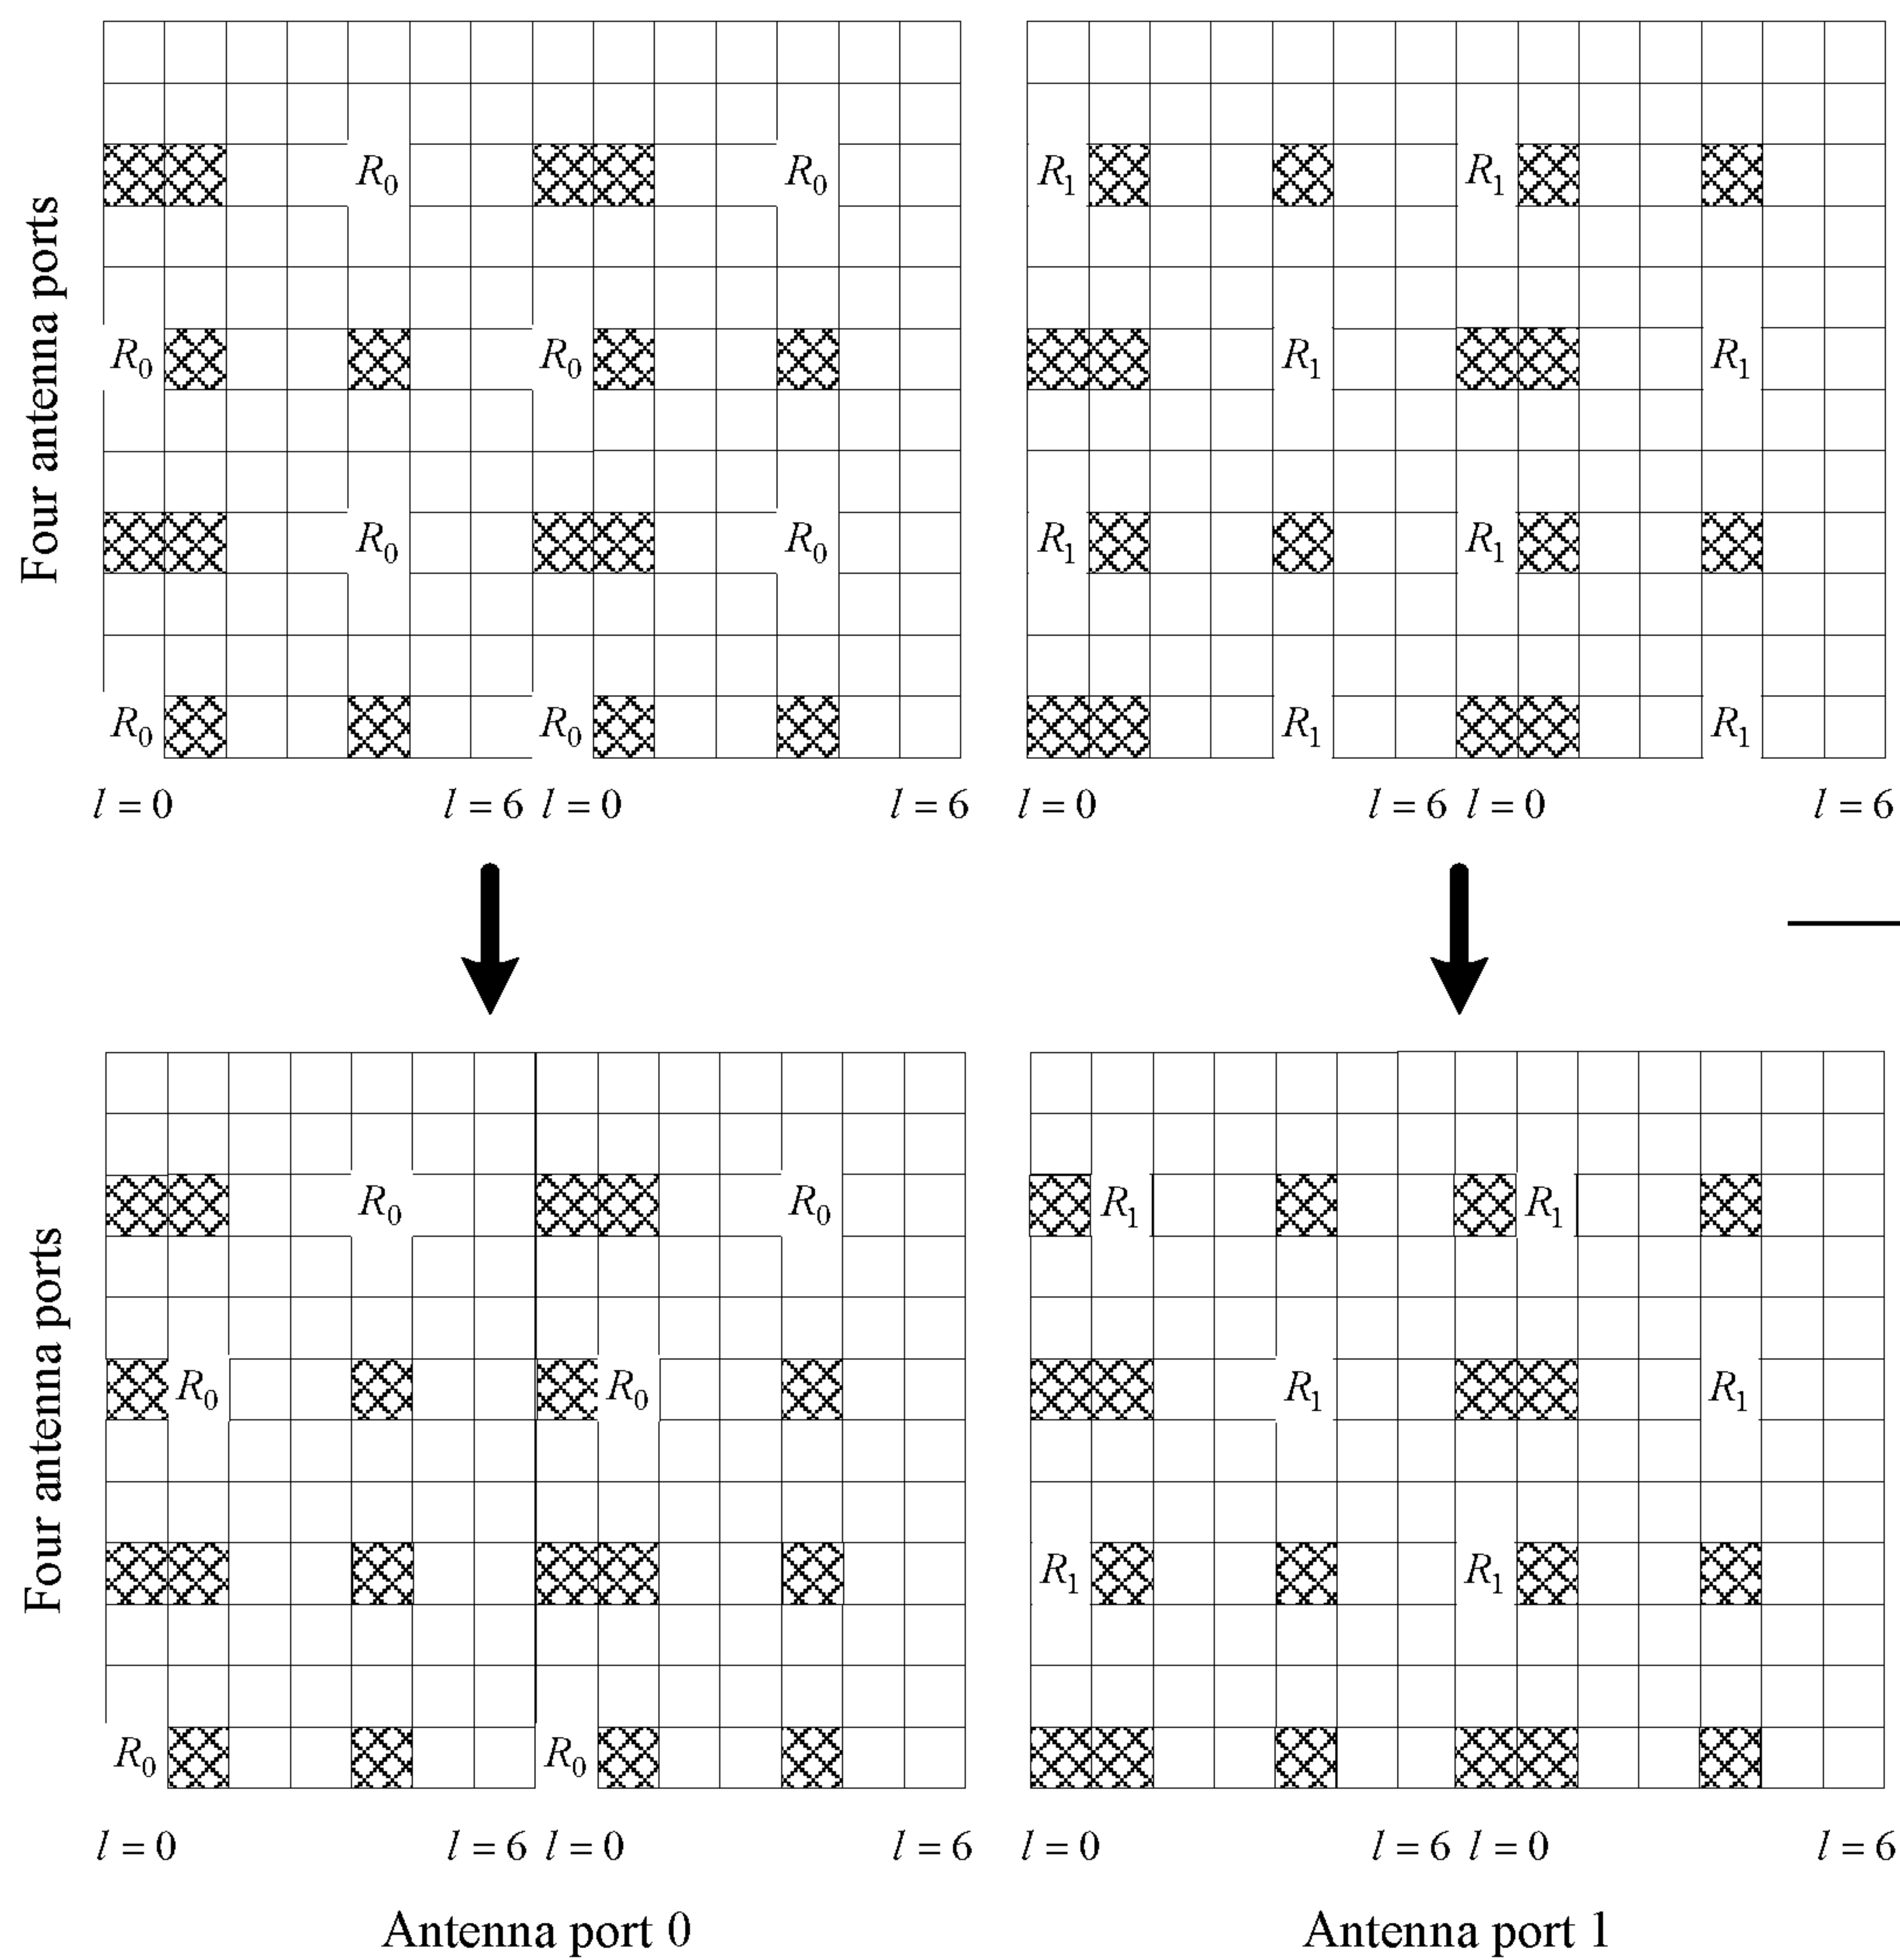 Four antenna ports
R0 R0 R1 R1
R0 R0 R1 R1
R0 R0 R1 R1
R0 R0 R1 R1
l = 0 l = 6 l = 0 l = 6 l = 0 l = 6 l = 0 l = 6
Four antenna ports
R0 R0 R1 R1
R0 R0 R1 R1
R1 R1
R0 R0
l = 0 l = 6 l = 0 l = 6 l = 0 l = 6 l = 0 l = 6
Antenna port 0 Antenna port 1